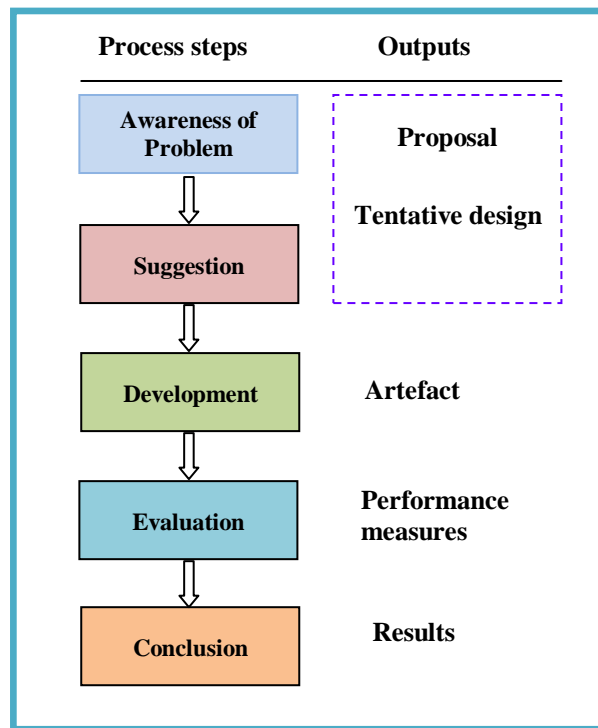 Process steps
Outputs
Awareness of
Problem
Proposal
Tentative design
Suggestion
Development
Artefact
Evaluation
Performance
measures
Conclusion
Results